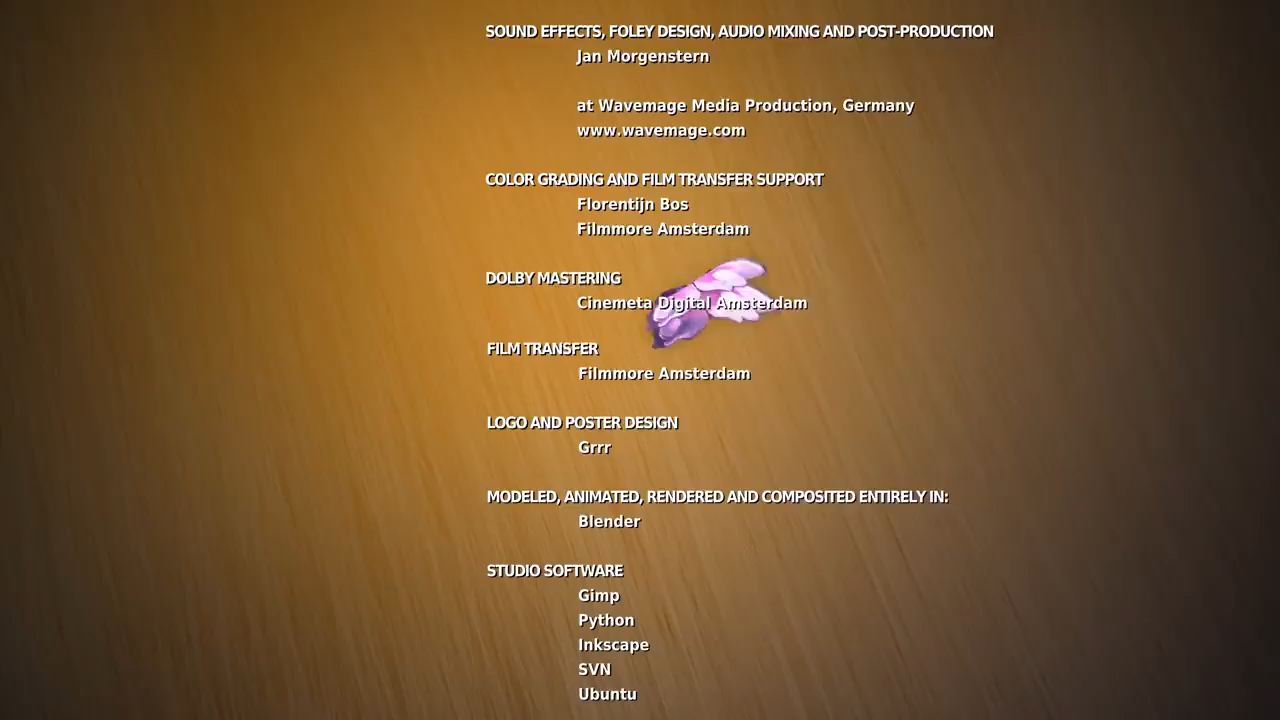 SOUND EFFECTS, FOLEY DESIGN, AUDIO MIXING AND POST-PRODUCTION
Jan Morgenstern
at Wavemage Media Production, Germany
www.wavemage.com
COLOR GRADING AND FILM TRANSFER SUPPORT
Florentijn Bos
Filmmore Amsterdam
DOLBY MASTERING
Cinemeta Digital Amsterdam
FILM TRANSFER
Filmmore Amsterdam
LOGO AND POSTER DESIGN
Grrr
MODELED, ANIMATED, RENDERED AND COMPOSITED ENTIRELY IN:
Blender
STUDIO SOFTWARE
Gimp
Python
Inkscape
SVN
Ubuntu